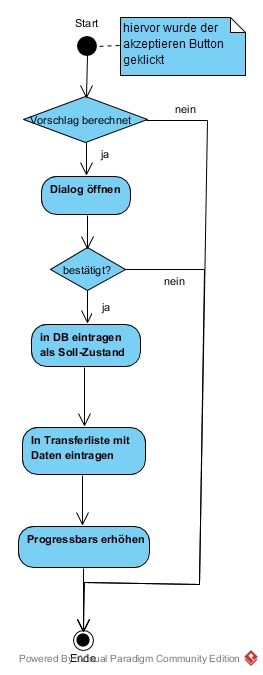 Start
hiervor wurde der
akzeptieren Button
geklickt
Vorschlag berechnet
nein
ja
Dialog öffnen
bestätigt?
nein
ja
in DB eintragen
als Soll-Zustand
In Transferliste mit
Daten eintragen
Progressbars erhöhen
Ende
Powered By Visual Paradigm Community Edition